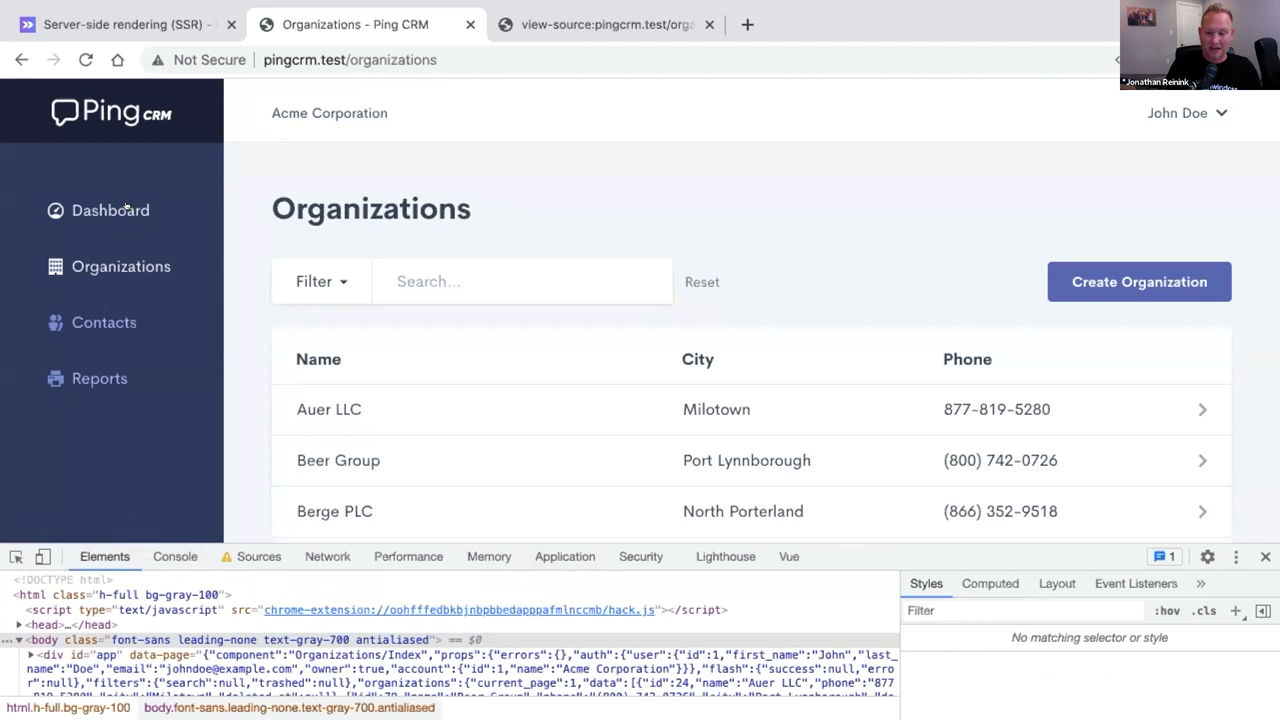 Server-side rendering (SSR) -
Organizations - Ping CRM
view-source:pingcrm.test/orga
Not Secure
pingcrm.test/organizations
*Jonathan Reinink
Ping CRM
Acme Corporation
John Doe
Dashboard
Organizations
Contacts
Reports
Organizations
Filter
Search...
Reset
Create Organization
Name City Phone
Auer LLC Milotown 877-819-5280
Beer Group Port Lynnborough (800) 742-0726
Berge PLC North Porterland (866) 352-9518
Elements Console Sources Network Performance Memory Application Security Lighthouse Vue 1
<!DOCTYPE html>
<html class="h-full bg-gray-100">
<script type="text/javascript" src="chrome-extension://oohfffedbkbjnbpbbedapppafmlnccmb/hack.js"></script>
<head>…</head>
<body class="font-sans leading-none text-gray-700 antialiased"> == $0
<div id="app" data-page="{"component":"Organizations/Index","props":{"errors":{},"auth":{"user":{"id":1,"first_name":"John","last_
name":"Doe","email":"johndoe@example.com","owner":true,"account":{"id":1,"name":"Acme Corporation"}}},"flash":{"success":null,"erro
r":null},"filters":{"search":null,"trashed":null},"organizations":{"current_page":1,"data":[{"id":24,"name":"Auer LLC","phone":"877
html.h-full.bg-gray-100 body.font-sans.leading-none.text-gray-700.antialiased
Styles Computed Layout Event Listeners »
Filter :hov .cls +
No matching selector or style